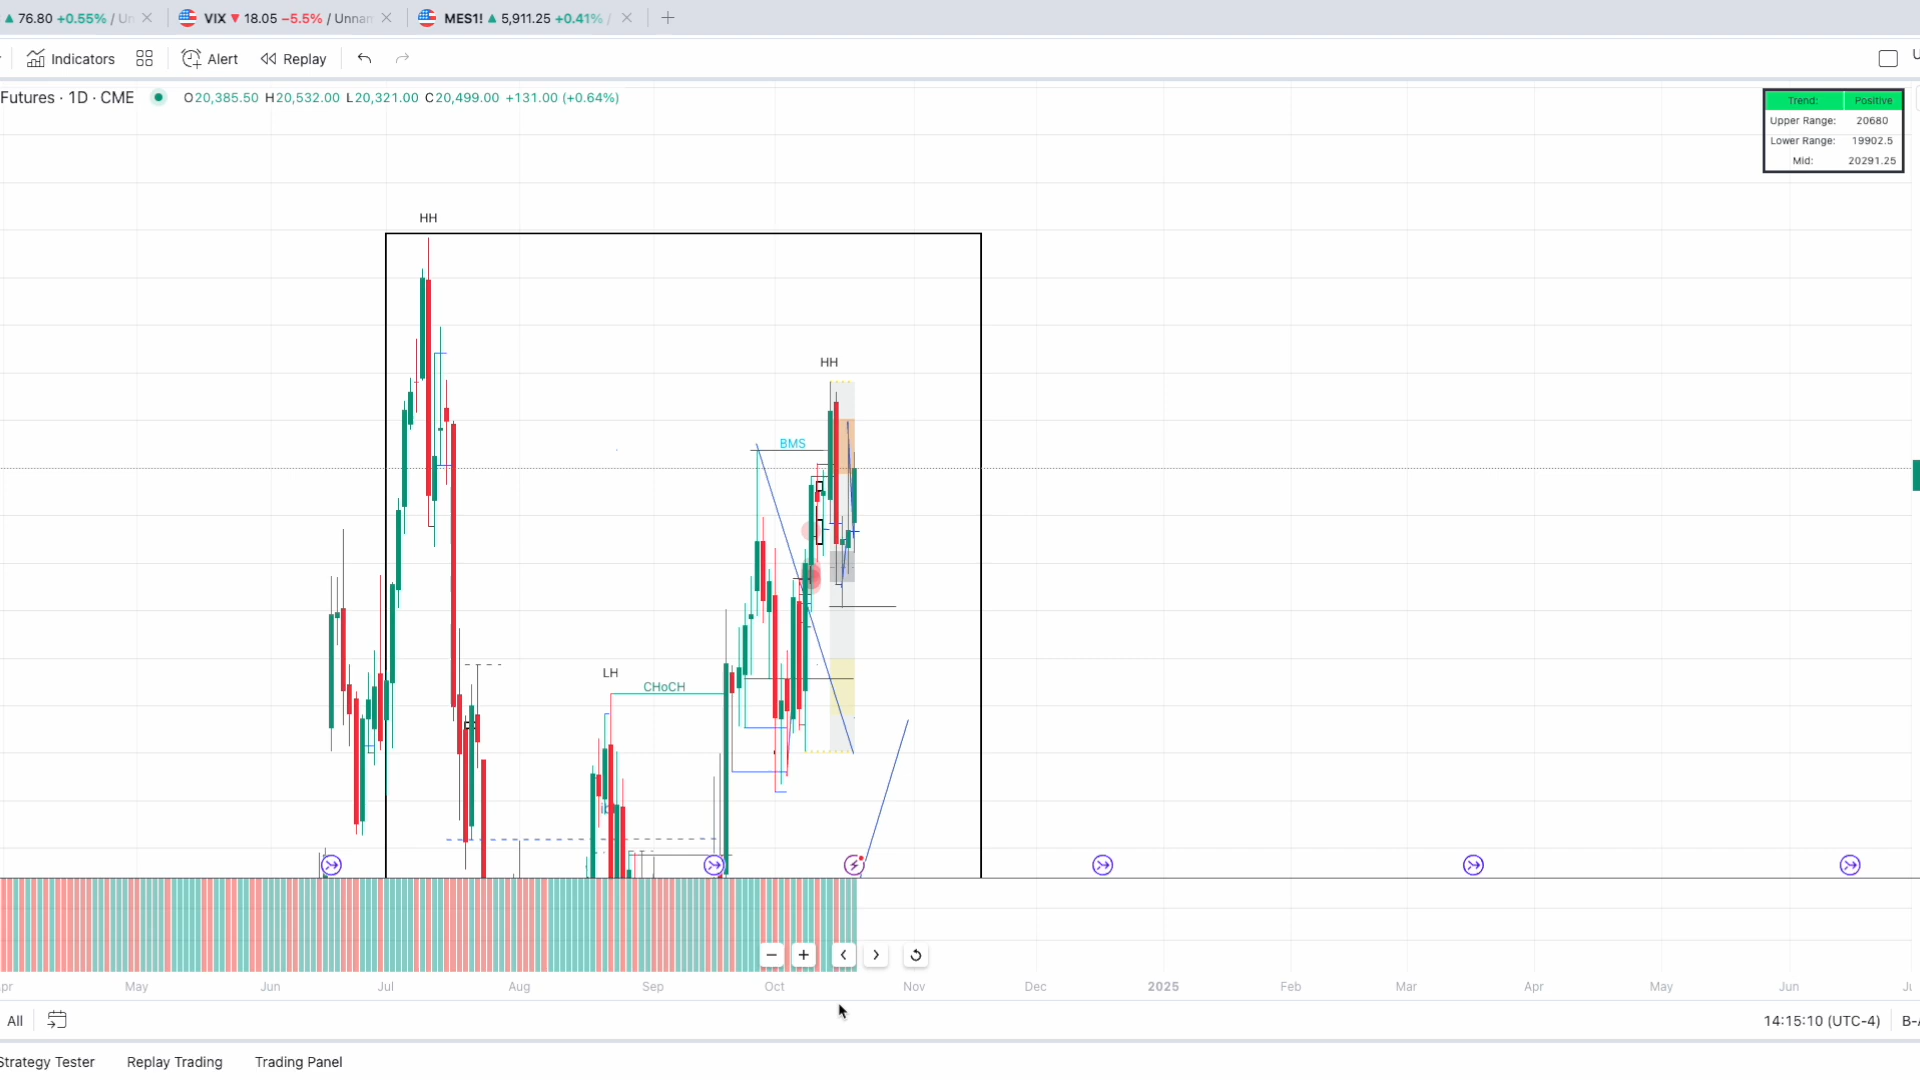 76.80 +0.55% / Un
VIX 18.05 −5.5% / Unnan
MES1! 5,911.25 +0.41% /
Indicators
Alert
Replay
Futures · 1D · CME
O20,385.50 H20,532.00 L20,321.00 C20,499.00 +131.00 (+0.64%)
Trend: Positive
Upper Range: 20680
Lower Range: 19902.5
Mid: 20291.25
HH
HH
BMS
LH
CHoCH
pr May Jun Jul Aug Sep Oct Nov Dec 2025 Feb Mar Apr May Jun Ju
All
14:15:10 (UTC-4)
B-A
Strategy Tester
Replay Trading
Trading Panel